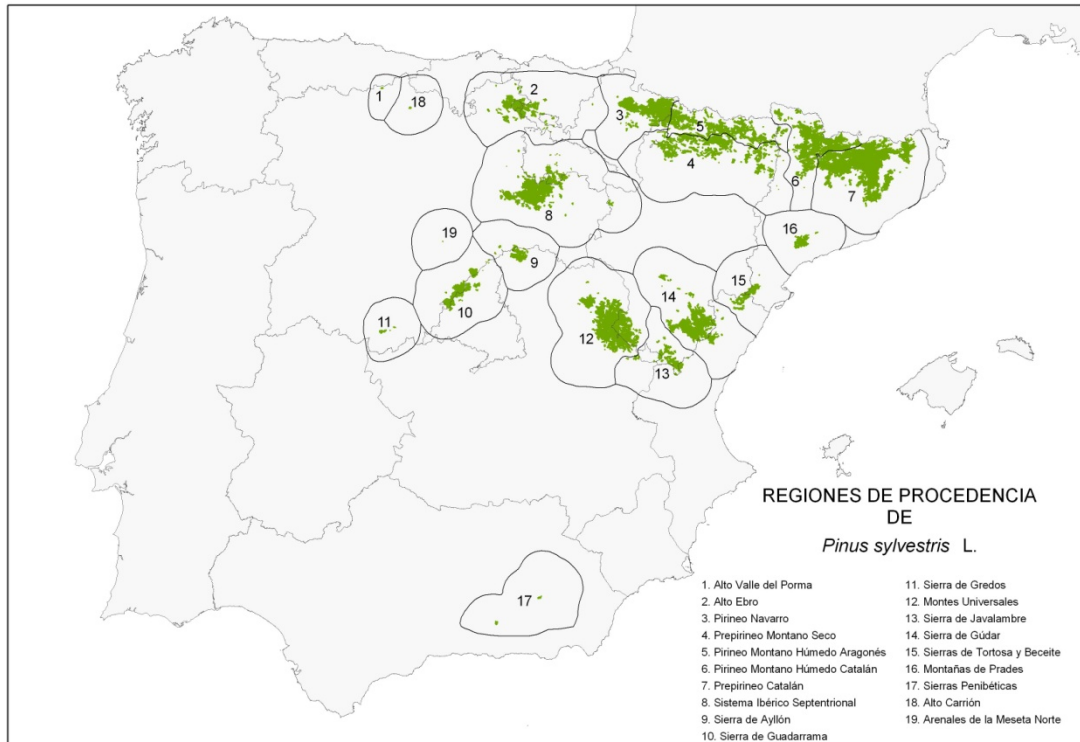 1
18
2
3
5
4
6
7
8
16
19
9
10
14
15
11
12
13
17
REGIONES DE PROCEDENCIA
DE
Pinus sylvestris L.
1. Alto Valle del Porma
2. Alto Ebro
3. Pirineo Navarro
4. Prepirineo Montano Seco
5. Pirineo Montano Húmedo Aragonés
6. Pirineo Montano Húmedo Catalán
7. Prepirineo Catalán
8. Sistema Ibérico Septentrional
9. Sierra de Ayllón
10. Sierra de Guadarrama
11. Sierra de Gredos
12. Montes Universales
13. Sierra de Javalambre
14. Sierra de Gúdar
15. Sierras de Tortosa y Beceite
16. Montañas de Prades
17. Sierras Penibéticas
18. Alto Carrión
19. Arenales de la Meseta Norte